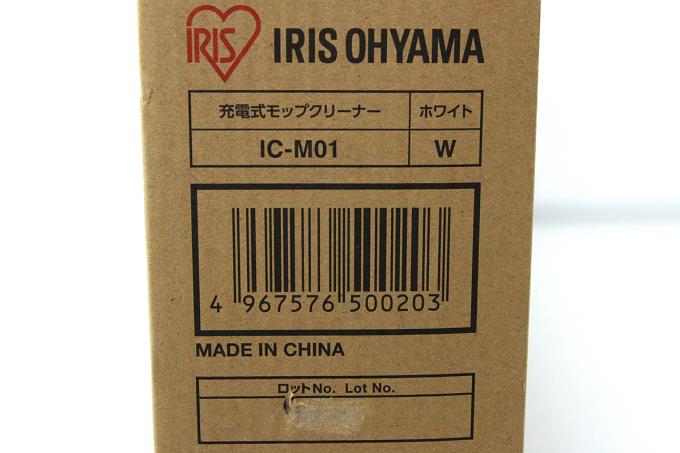 IRIS IRIS OHYAMA
充電式モップクリーナー ホワイト
IC-M01 W
4 967576 500203
MADE IN CHINA
ロットNo. Lot No.